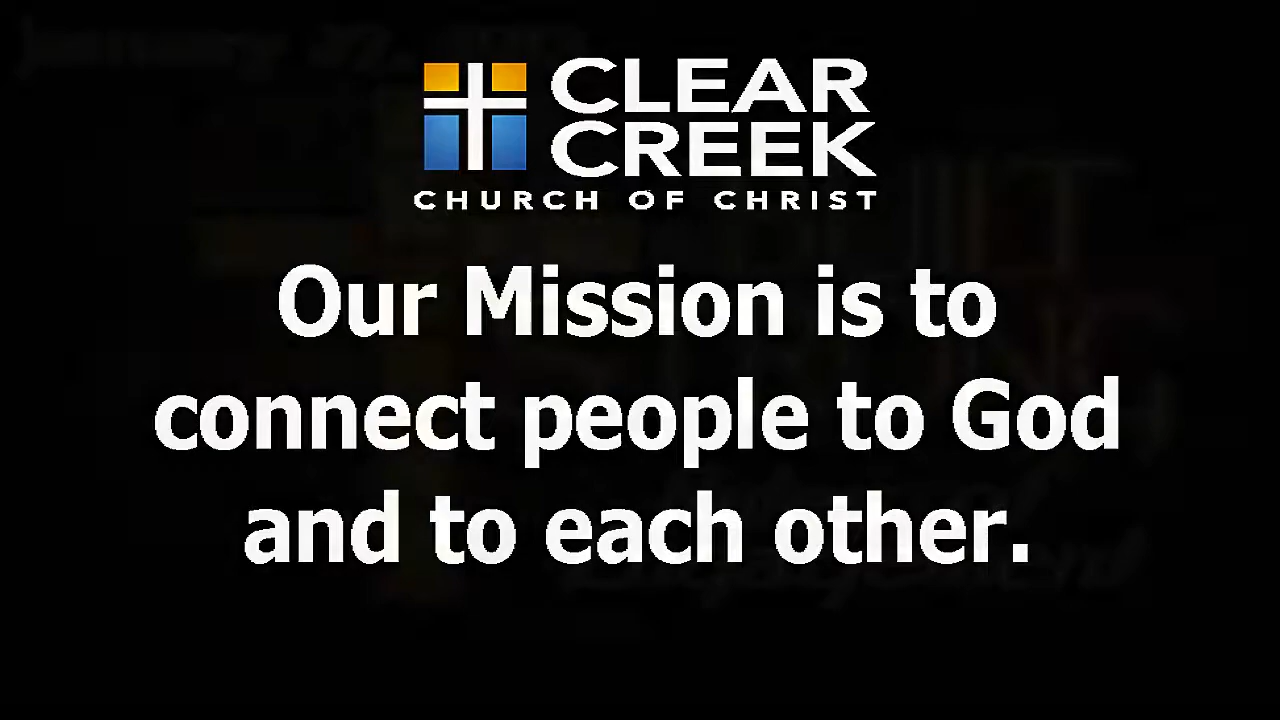 CLEAR
CREEK
CHURCH OF CHRIST
Our Mission is to
connect people to God
and to each other.